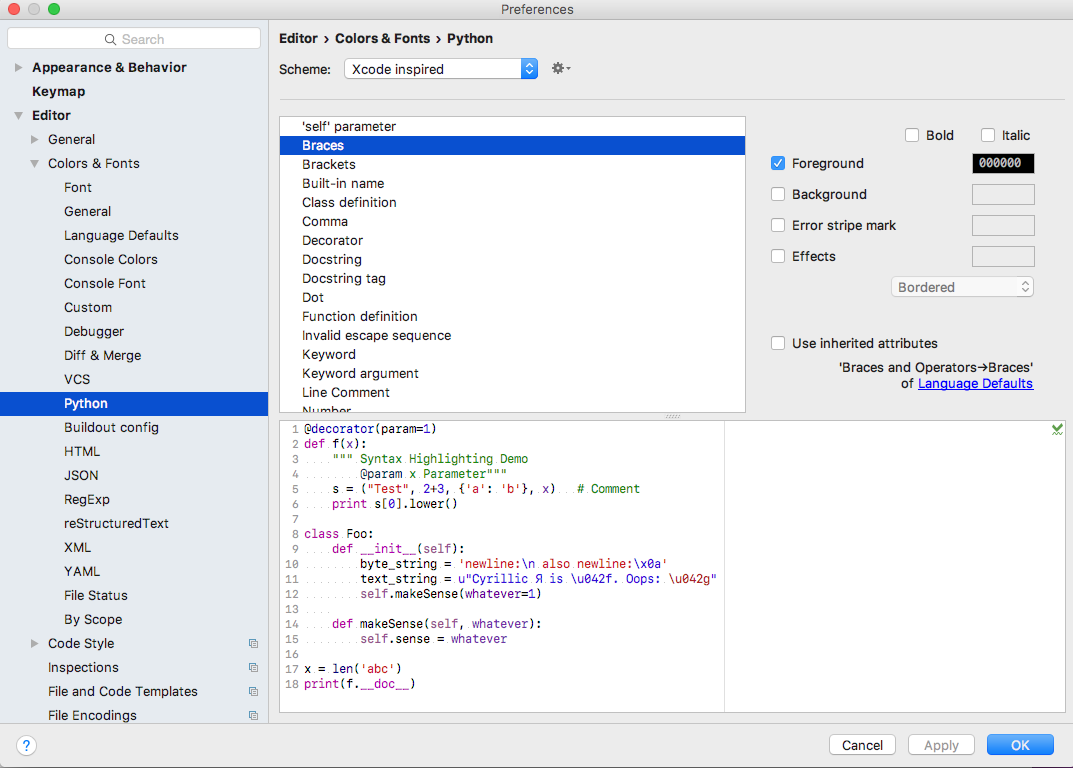 Preferences
Search
Appearance & Behavior
Keymap
Editor
General
Colors & Fonts
Font
General
Language Defaults
Console Colors
Console Font
Custom
Debugger
Diff & Merge
VCS
Python
Buildout config
HTML
JSON
RegExp
reStructuredText
XML
YAML
File Status
By Scope
Code Style
Inspections
File and Code Templates
File Encodings
Editor › Colors & Fonts › Python
Scheme: Xcode inspired
'self' parameter
Braces
Brackets
Built-in name
Class definition
Comma
Decorator
Docstring
Docstring tag
Dot
Function definition
Invalid escape sequence
Keyword
Keyword argument
Line Comment
Number
Bold Italic
Foreground 000000
Background
Error stripe mark
Effects
Bordered
Use inherited attributes
'Braces and Operators→Braces'
of Language Defaults
1 @decorator(param=1)
2 def f(x):
3 """ Syntax Highlighting Demo
4 @param x Parameter"""
5 s = ("Test", 2+3, {'a': 'b'}, x) # Comment
6 print s[0].lower()
7
8 class Foo:
9 def __init__(self):
10 byte_string = 'newline:\n also newline:\x0a'
11 text_string = u"Cyrillic Я is \u042f. Oops: \u042g"
12 self.makeSense(whatever=1)
13
14 def makeSense(self, whatever):
15 self.sense = whatever
16
17 x = len('abc')
18 print(f.__doc__)
?
Cancel Apply OK